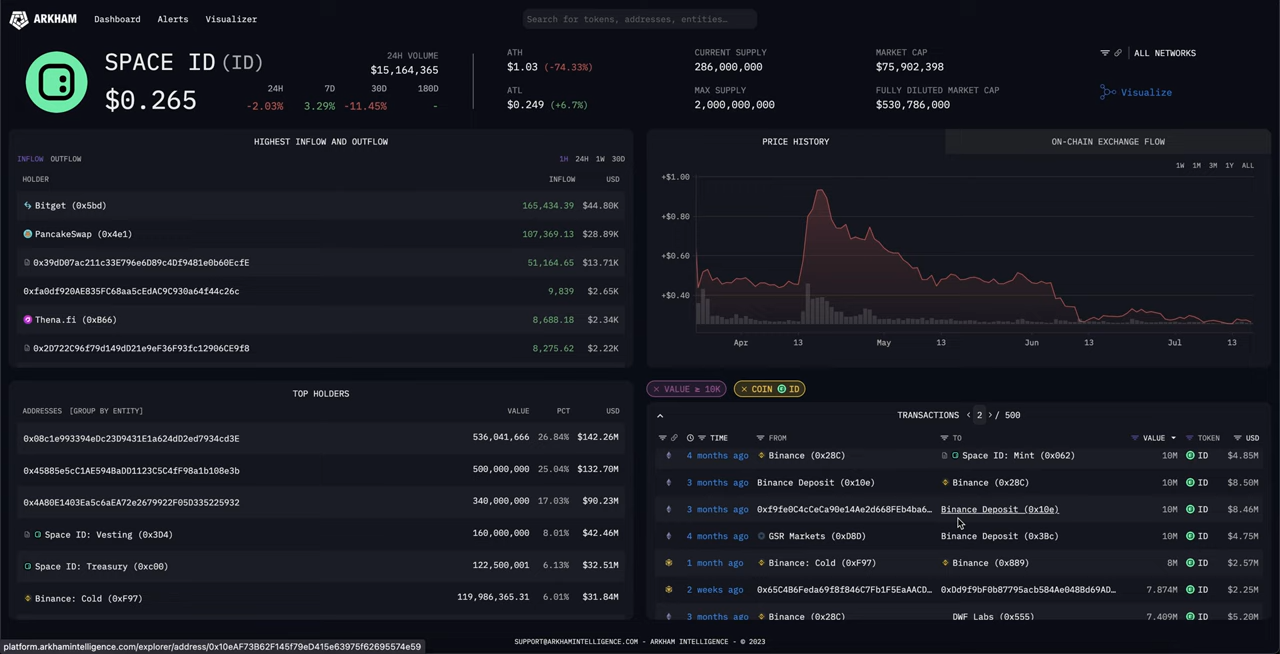 ARKHAM Dashboard Alerts Visualizer Search for tokens, addresses, entities…
SPACE ID (ID)
$0.265
24H VOLUME
$15,164,365
24H 7D 30D 180D
-2.03% 3.29% -11.45% -
ATH
$1.03 (-74.33%)
ATL
$0.249 (+6.7%)
CURRENT SUPPLY
286,000,000
MAX SUPPLY
2,000,000,000
MARKET CAP
$75,902,398
FULLY DILUTED MARKET CAP
$530,786,000
ALL NETWORKS
Visualize
HIGHEST INFLOW AND OUTFLOW
INFLOW OUTFLOW 1H 24H 1W 30D
HOLDER INFLOW USD
Bitget (0x5bd) 165,434.39 $44.80K
PancakeSwap (0x4e1) 107,369.13 $28.89K
0x39dD07ac211c33E796e6D89c4Df9481e0b60EcfE 51,164.65 $13.71K
0xfa0df920AE835FC68aa5cEdAC9C930a64f44c26c 9,839 $2.65K
Thena.fi (0xB66) 8,688.18 $2.34K
0x2D722C96f79d149dD21e9eF36F93fc12906CE9f8 8,275.62 $2.22K
PRICE HISTORY ON-CHAIN EXCHANGE FLOW
1W 1M 3M 1Y ALL
+$1.00
+$0.80
+$0.60
+$0.40
Apr 13 May 13 Jun 13 Jul 13
TOP HOLDERS
ADDRESSES [GROUP BY ENTITY] VALUE PCT USD
0x08c1e993394eDc23D9431E1a624dD2ed7934cd3E 536,041,666 26.84% $142.26M
0x45885e5cC1AE594BaDD1123C5C4fF98a1b108e3b 500,000,000 25.04% $132.70M
0x4A80E1403Ea5c6aEA72e2679922F05D335225932 340,000,000 17.03% $90.23M
Space ID: Vesting (0x3D4) 160,000,000 8.01% $42.46M
Space ID: Treasury (0xc00) 122,500,001 6.13% $32.51M
Binance: Cold (0xF97) 119,986,365.31 6.01% $31.84M
× VALUE ≥ 10K × COIN ID
TRANSACTIONS < 2 > / 500
TIME FROM TO VALUE TOKEN USD
4 months ago Binance (0x28C) Space ID: Mint (0x062) 10M ID $4.85M
3 months ago Binance Deposit (0x10e) Binance (0x28C) 10M ID $8.50M
3 months ago 0xf9fe0C4cCeCa90e14Ae2d668FEb4ba6… Binance Deposit (0x10e) 10M ID $8.46M
4 months ago GSR Markets (0xD8D) Binance Deposit (0x3Bc) 10M ID $4.75M
1 month ago Binance: Cold (0xF97) Binance (0x889) 8M ID $2.57M
2 weeks ago 0x65C4B6Feda69f8f846C7Fb1F5EaAACD… 0xDd9f9bF0b87795acb584Ae048Bd69AD… 7.874M ID $2.25M
3 months ago Binance (0x28C) DWF Labs (0x555) 7.409M ID $5.20M
SUPPORT@ARKHAMINTELLIGENCE.COM - ARKHAM INTELLIGENCE - © 2023
platform.arkhamintelligence.com/explorer/address/0x10eAF73B62F145f79eD415e63975f62695574e59